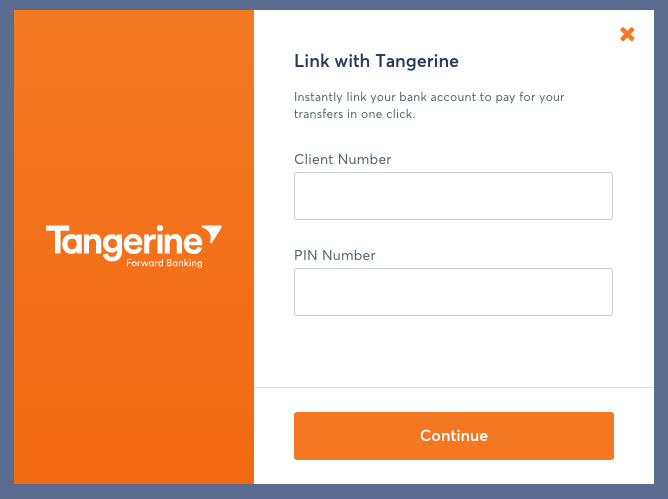 Link with Tangerine
Instantly link your bank account to pay for your
transfers in one click.
Client Number
Tangerine
Forward Banking
PIN Number
Continue